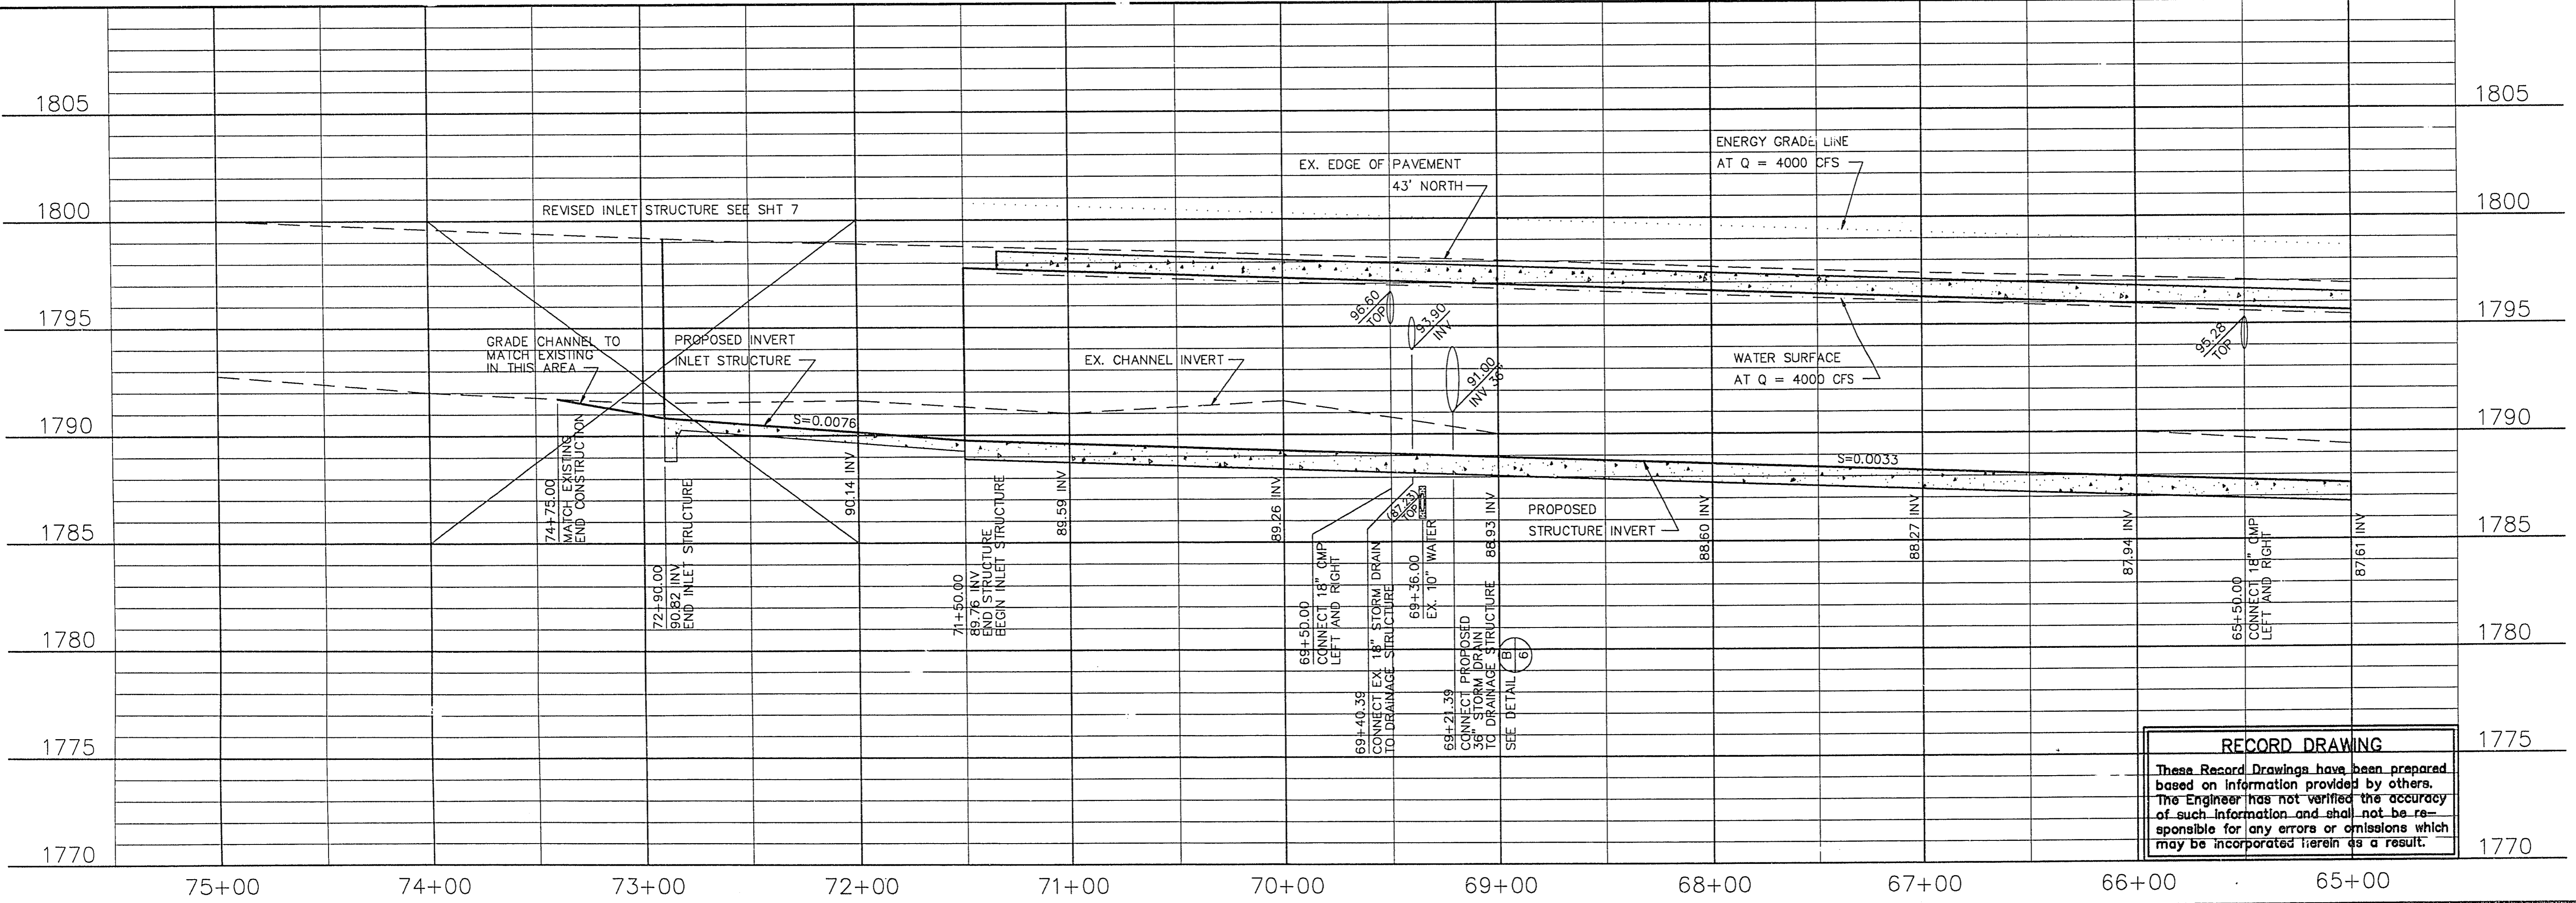 1805
1800
1795
1790
1785
1780
1775
1770
1805
1800
1795
1790
1785
1780
1775
1770
REVISED INLET STRUCTURE SEE SHT 7
EX. EDGE OF PAVEMENT
43' NORTH
ENERGY GRADE LINE
AT Q = 4000 CFS
GRADE CHANNEL TO
MATCH EXISTING
IN THIS AREA
PROPOSED INVERT
INLET STRUCTURE
EX. CHANNEL INVERT
WATER SURFACE
AT Q = 4000 CFS
96.60
TOP
93.90
INV
91.00
INV 36"
95.28
TOP
S=0.0076
S=0.0033
PROPOSED
STRUCTURE INVERT
74+75.00
MATCH EXISTING
END CONSTRUCTION
72+90.00
90.82 INV
END INLET STRUCTURE
90.14 INV
71+50.00
89.76 INV
END STRUCTURE
BEGIN INLET STRUCTURE
89.59 INV
89.26 INV
69+50.00
CONNECT 18" CMP
LEFT AND RIGHT
69+40.39
CONNECT EX. 18" STORM DRAIN
TO DRAINAGE STRUCTURE
(87.23)
TOP
69+36.00
EX. 10" WATER
69+21.39
CONNECT PROPOSED
36" STORM DRAIN
TO DRAINAGE STRUCTURE
SEE DETAIL
B
6
88.93 INV
88.60 INV
88.27 INV
87.94 INV
65+50.00
CONNECT 18" CMP
LEFT AND RIGHT
87.61 INV
RECORD DRAWING
These Record Drawings have been prepared
based on information provided by others.
The Engineer has not verified the accuracy
of such information and shall not be re-
sponsible for any errors or omissions which
may be incorporated herein as a result.
75+00
74+00
73+00
72+00
71+00
70+00
69+00
68+00
67+00
66+00
65+00